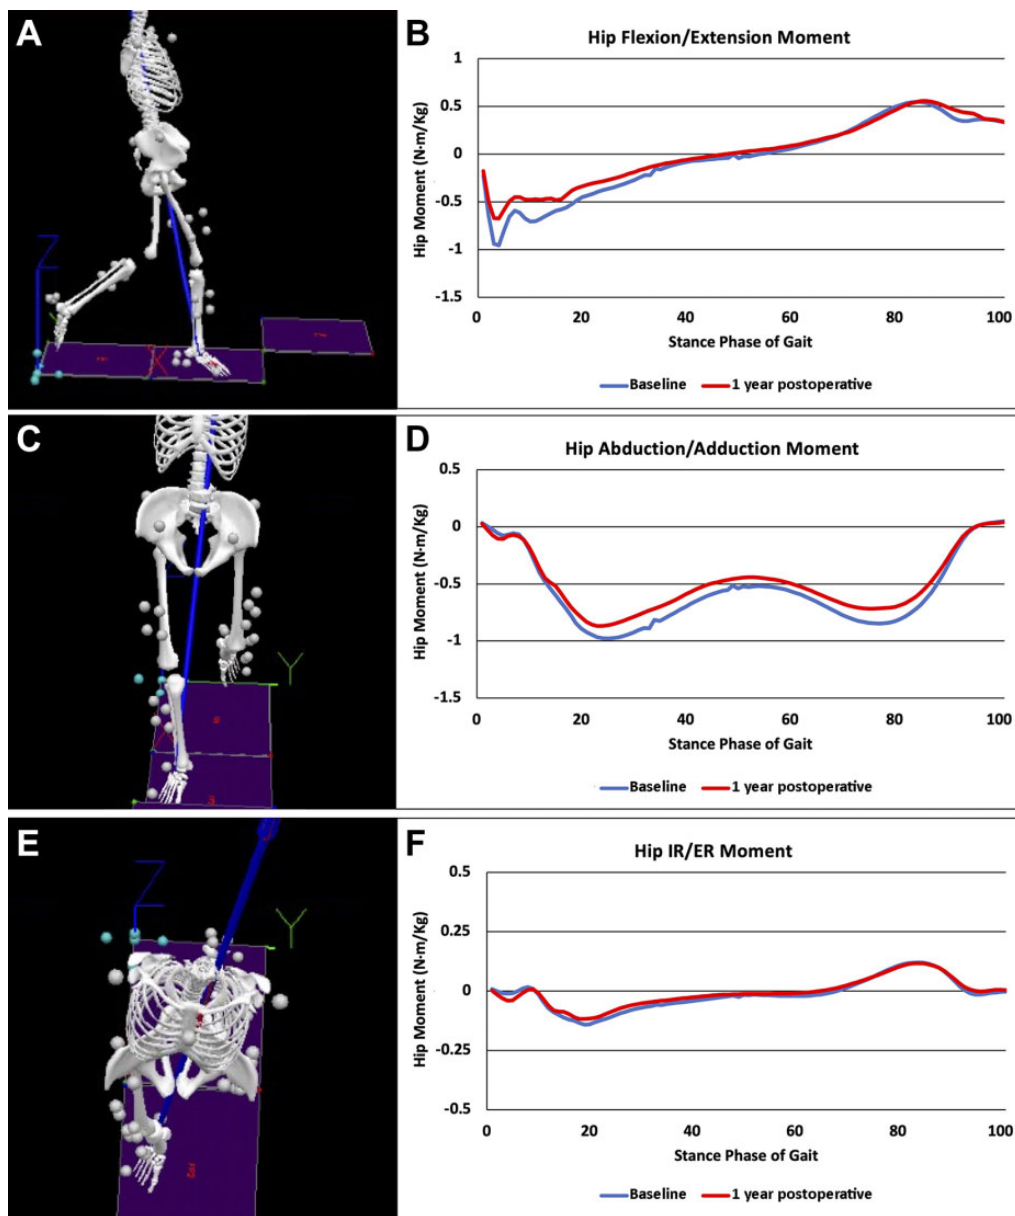 A
Z
B
Hip Flexion/Extension Moment
Hip Moment (N·m/Kg)
1
0.5
0
-0.5
-1
-1.5
0 20 40 60 80 100
Stance Phase of Gait
Baseline 1 year postoperative
C
Y
D
Hip Abduction/Adduction Moment
Hip Moment (N·m/Kg)
0.5
0
-0.5
-1
-1.5
0 20 40 60 80 100
Stance Phase of Gait
Baseline 1 year postoperative
E
Z
Y
F
Hip IR/ER Moment
Hip Moment (N·m/Kg)
0.5
0.25
0
-0.25
-0.5
0 20 40 60 80 100
Stance Phase of Gait
Baseline 1 year postoperative